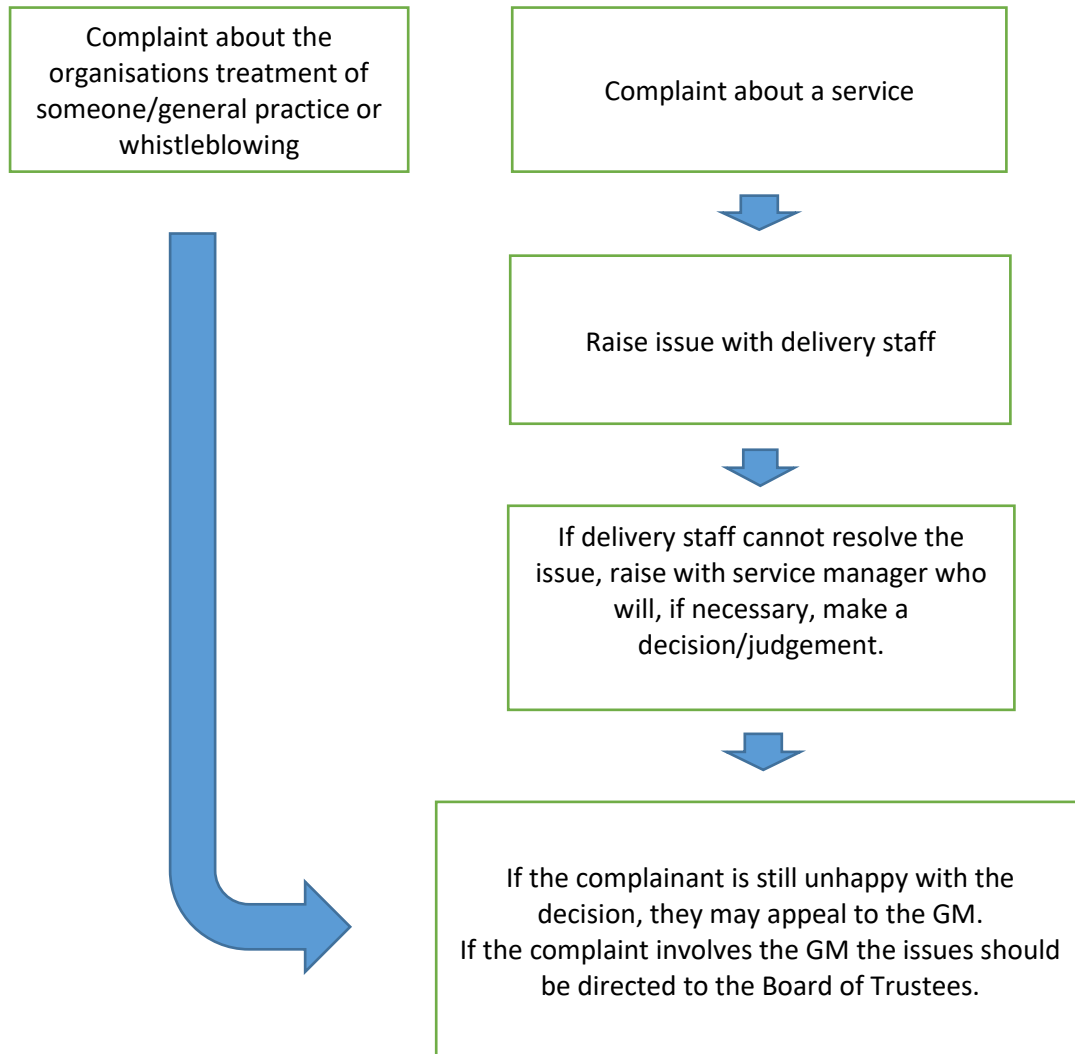 Complaint about the
organisations treatment of
someone/general practice or
whistleblowing
Complaint about a service
Raise issue with delivery staff
If delivery staff cannot resolve the
issue, raise with service manager who
will, if necessary, make a
decision/judgement.
If the complainant is still unhappy with the
decision, they may appeal to the GM.
If the complaint involves the GM the issues should
be directed to the Board of Trustees.